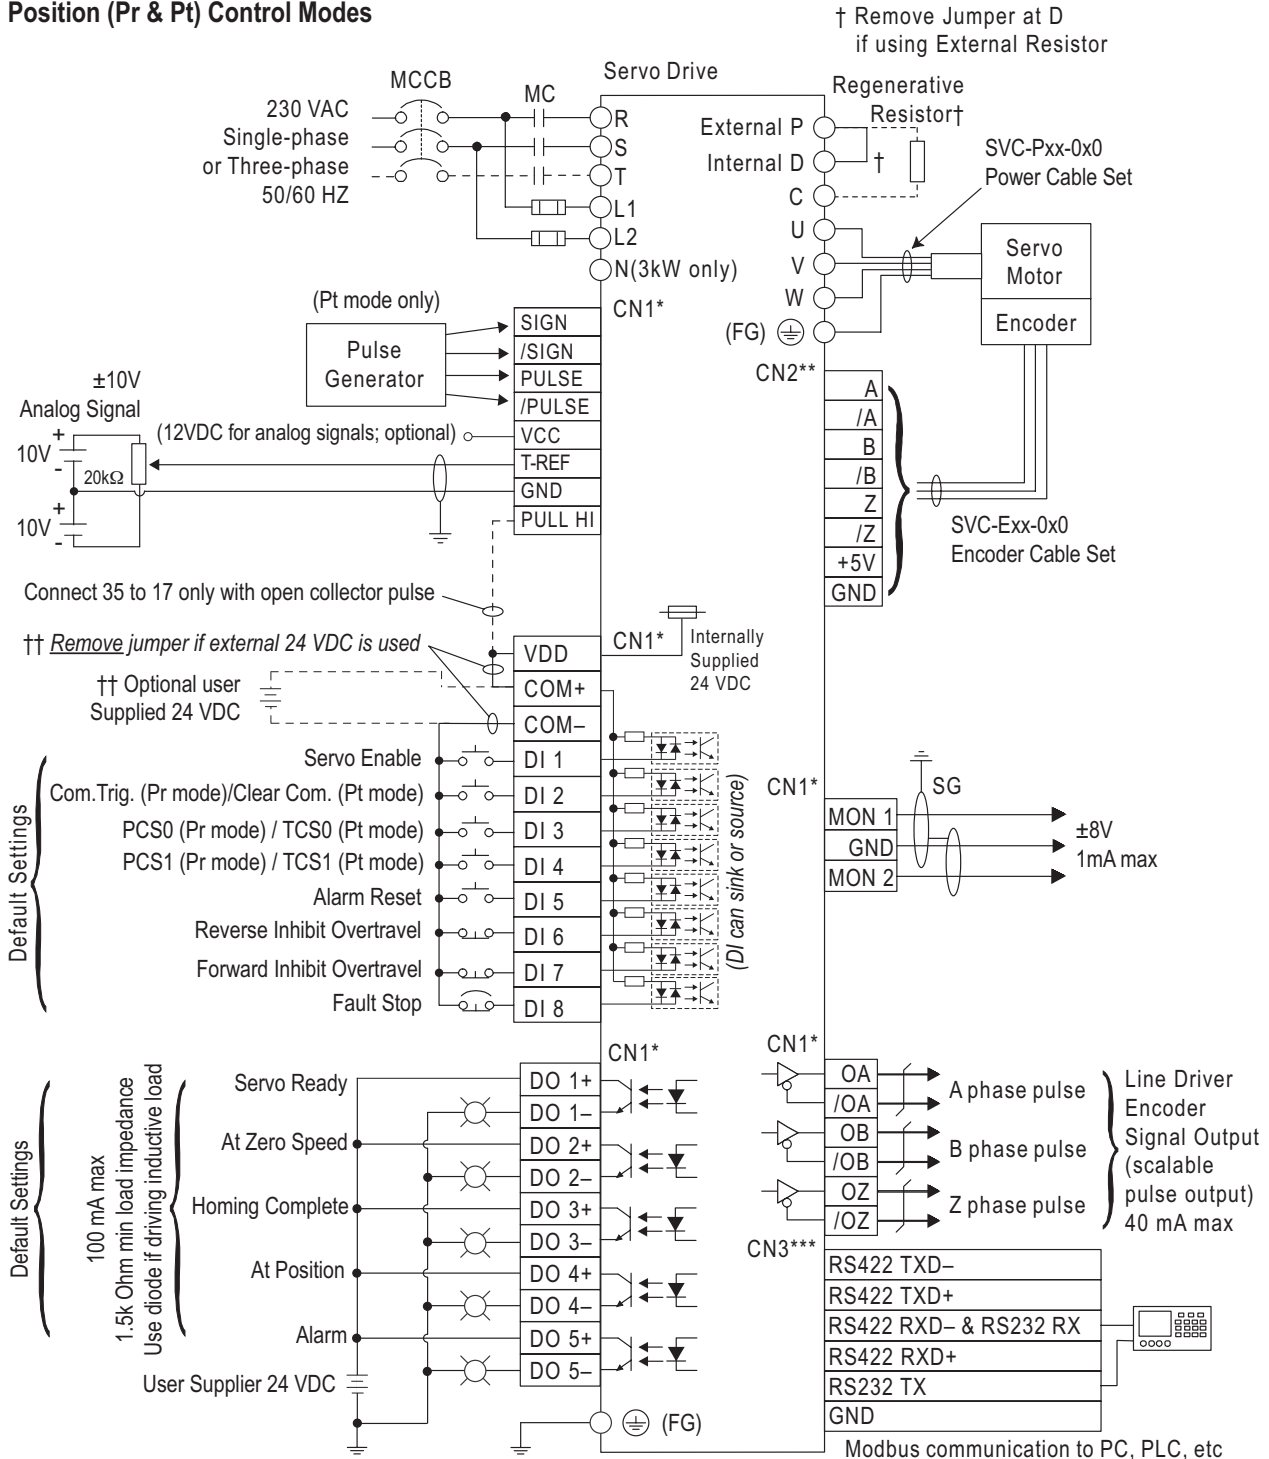 Position (Pr & Pt) Control Modes
† Remove Jumper at D
if using External Resistor
Servo Drive
MCCB
MC
230 VAC
Single-phase
or Three-phase
50/60 HZ
R
S
T
L1
L2
N(3kW only)
Regenerative
Resistor†
External P
Internal D
†
C
U
V
W
(FG)
SVC-Pxx-0x0
Power Cable Set
Servo
Motor
Encoder
(Pt mode only)
Pulse
Generator
CN1*
SIGN
/SIGN
PULSE
/PULSE
VCC
T-REF
GND
PULL HI
±10V
Analog Signal
(12VDC for analog signals; optional)
+
10V
-
20kΩ
+
10V
-
CN2**
A
/A
B
/B
Z
/Z
+5V
GND
SVC-Exx-0x0
Encoder Cable Set
Connect 35 to 17 only with open collector pulse
†† Remove jumper if external 24 VDC is used
†† Optional user
Supplied 24 VDC
CN1*
Internally
Supplied
24 VDC
VDD
COM+
COM–
DI 1
DI 2
DI 3
DI 4
DI 5
DI 6
DI 7
DI 8
Default Settings
Servo Enable
Com.Trig. (Pr mode)/Clear Com. (Pt mode)
PCS0 (Pr mode) / TCS0 (Pt mode)
PCS1 (Pr mode) / TCS1 (Pt mode)
Alarm Reset
Reverse Inhibit Overtravel
Forward Inhibit Overtravel
Fault Stop
(DI can sink or source)
CN1*
SG
MON 1
GND
MON 2
±8V
1mA max
CN1*
DO 1+
DO 1–
DO 2+
DO 2–
DO 3+
DO 3–
DO 4+
DO 4–
DO 5+
DO 5–
Default Settings
100 mA max
1.5k Ohm min load impedance
Use diode if driving inductive load
Servo Ready
At Zero Speed
Homing Complete
At Position
Alarm
User Supplier 24 VDC
(FG)
CN1*
OA
/OA
OB
/OB
OZ
/OZ
A phase pulse
B phase pulse
Z phase pulse
Line Driver
Encoder
Signal Output
(scalable
pulse output)
40 mA max
CN3***
RS422 TXD–
RS422 TXD+
RS422 RXD– & RS232 RX
RS422 RXD+
RS232 TX
GND
Modbus communication to PC, PLC, etc